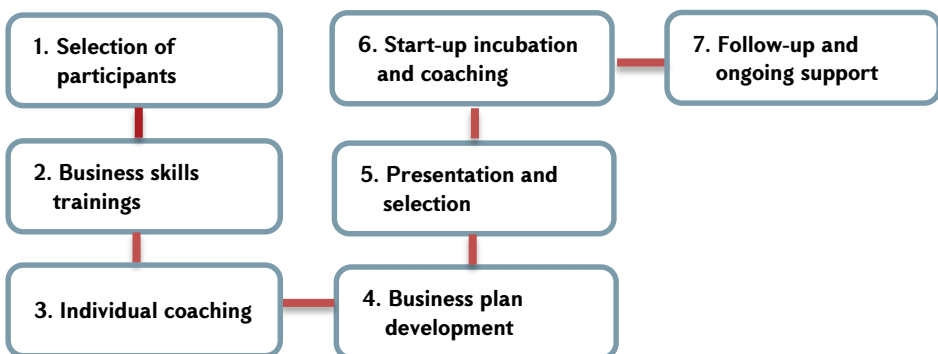 1. Selection of
participants
2. Business skills
trainings
3. Individual coaching
4. Business plan
development
5. Presentation and
selection
6. Start-up incubation
and coaching
7. Follow-up and
ongoing support